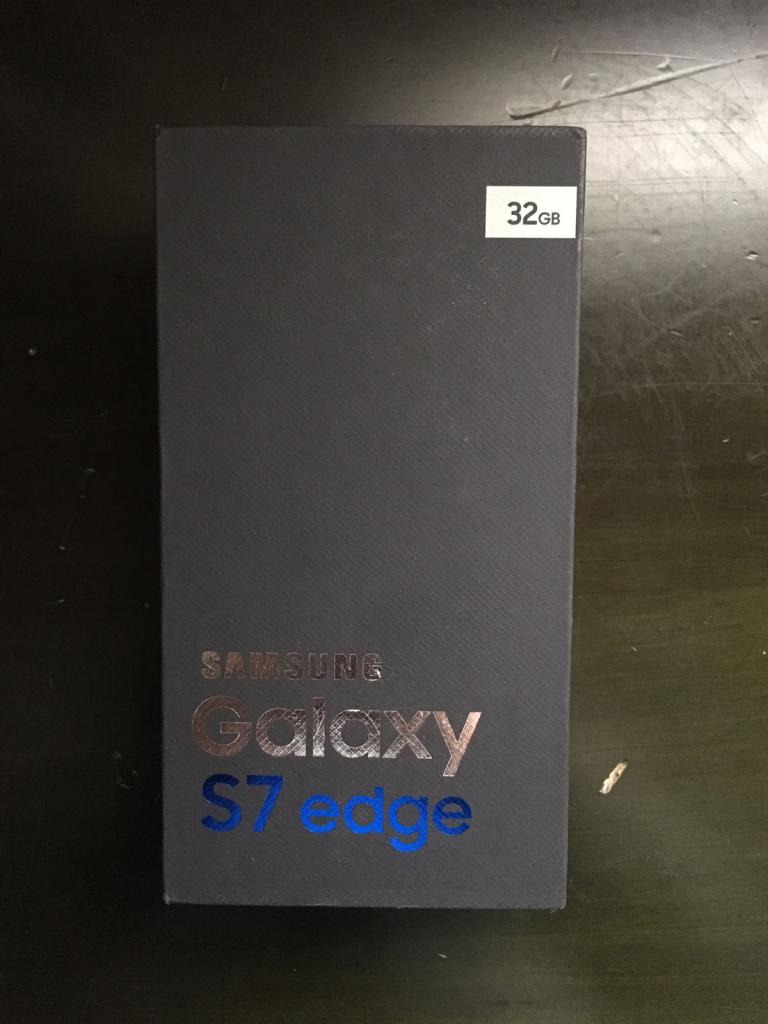 32GB
SAMSUNG
Galaxy
S7 edge